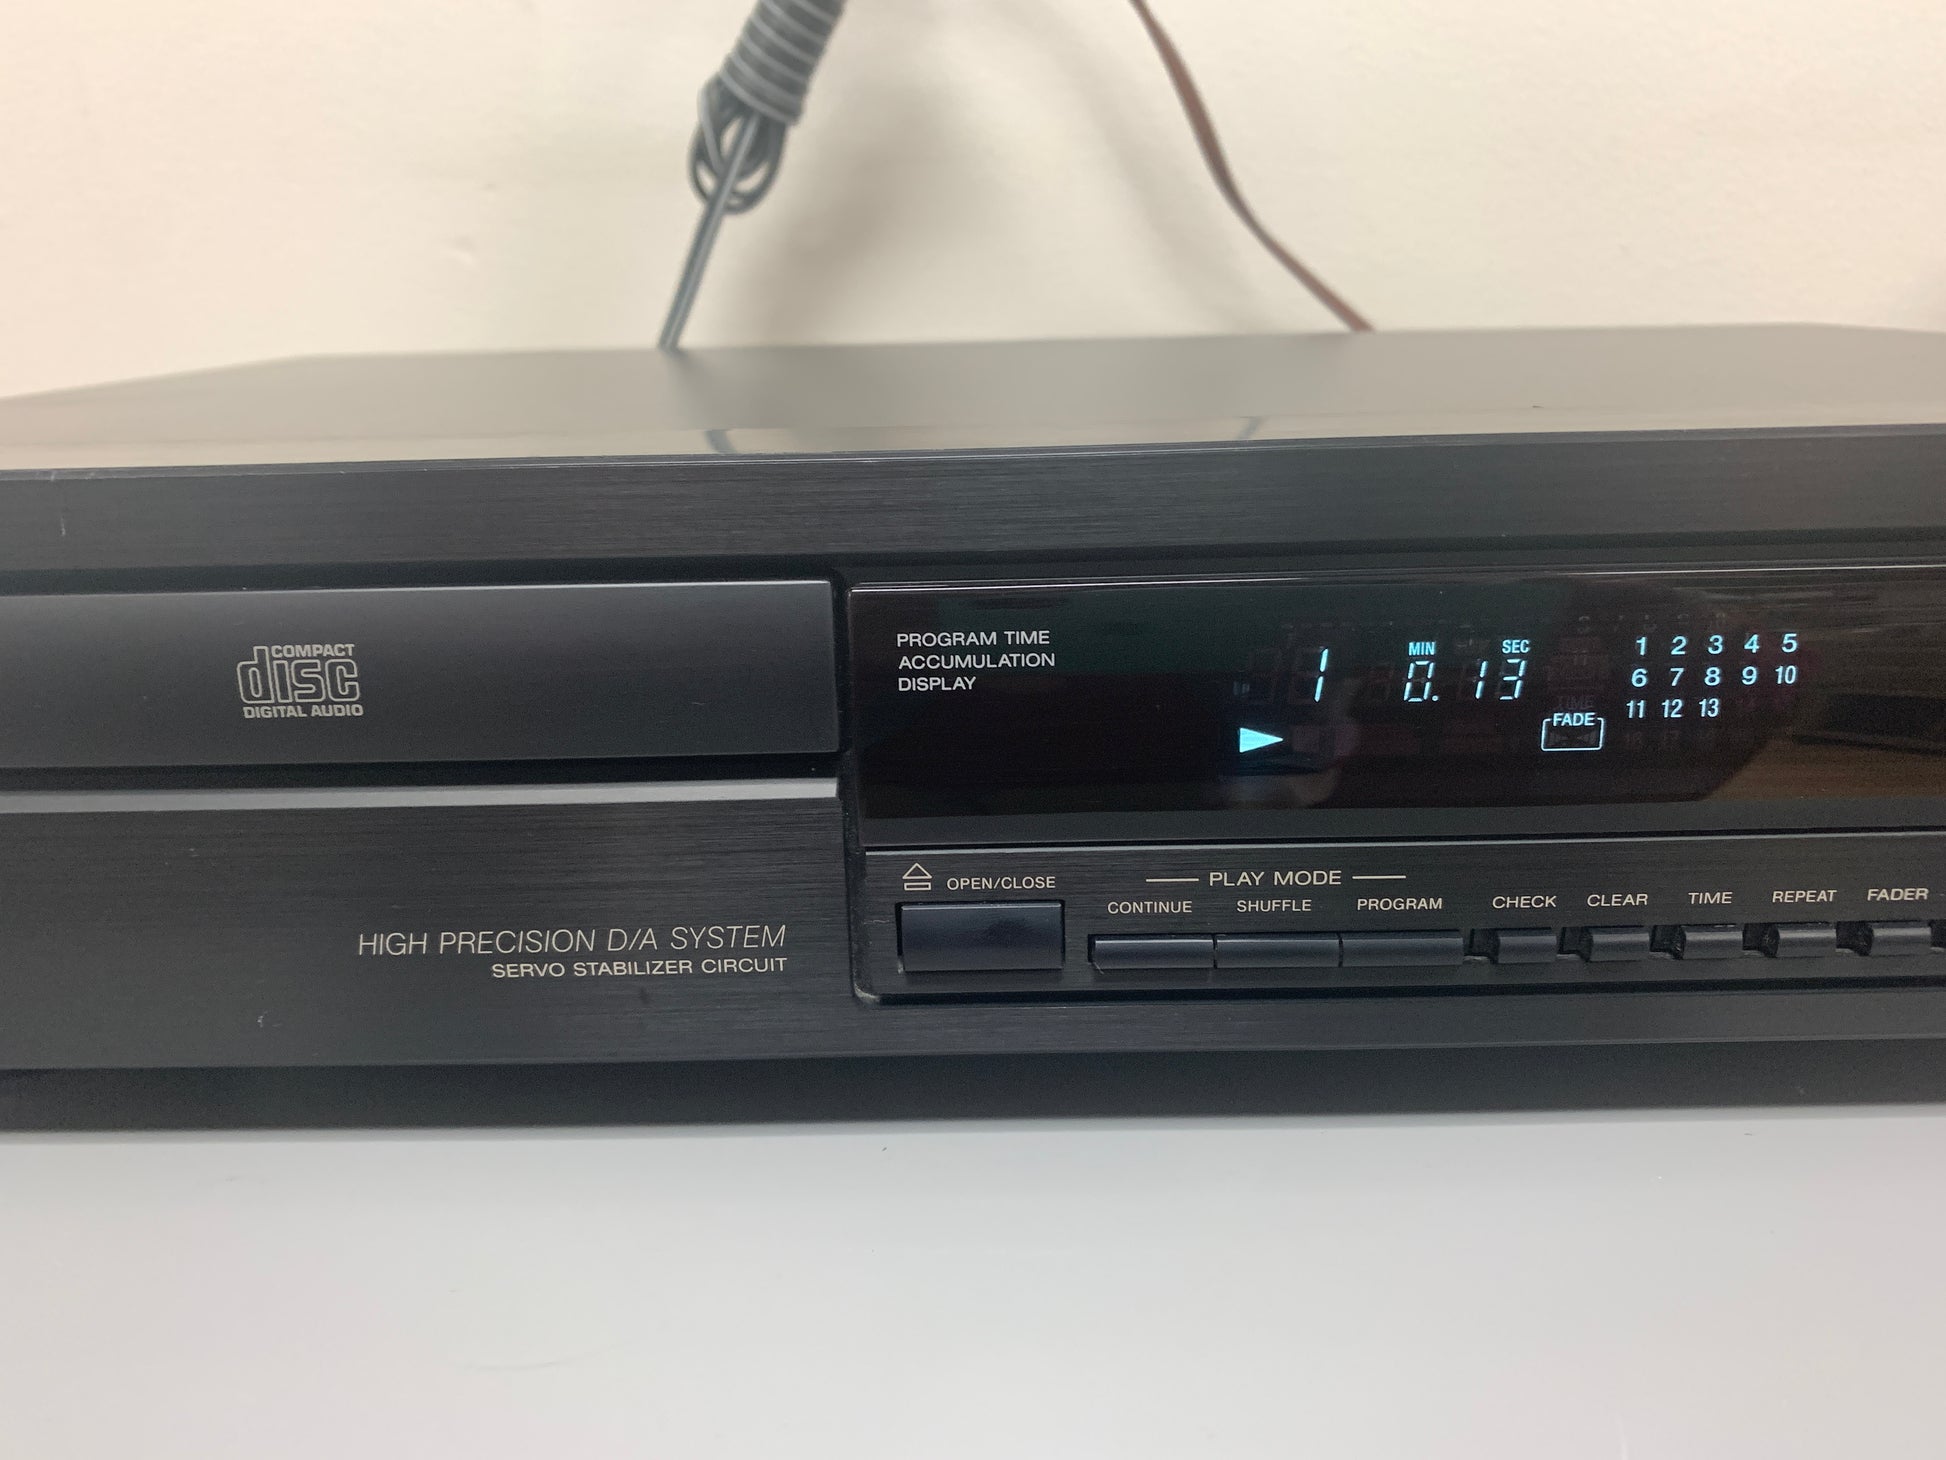 COMPACT
disc
DIGITAL AUDIO
HIGH PRECISION D/A SYSTEM
SERVO STABILIZER CIRCUIT
PROGRAM TIME
ACCUMULATION
DISPLAY
MIN SEC
1 0.13
FADE
1 2 3 4 5
6 7 8 9 10
11 12 13
OPEN/CLOSE
PLAY MODE
CONTINUE SHUFFLE PROGRAM CHECK CLEAR TIME REPEAT FADER